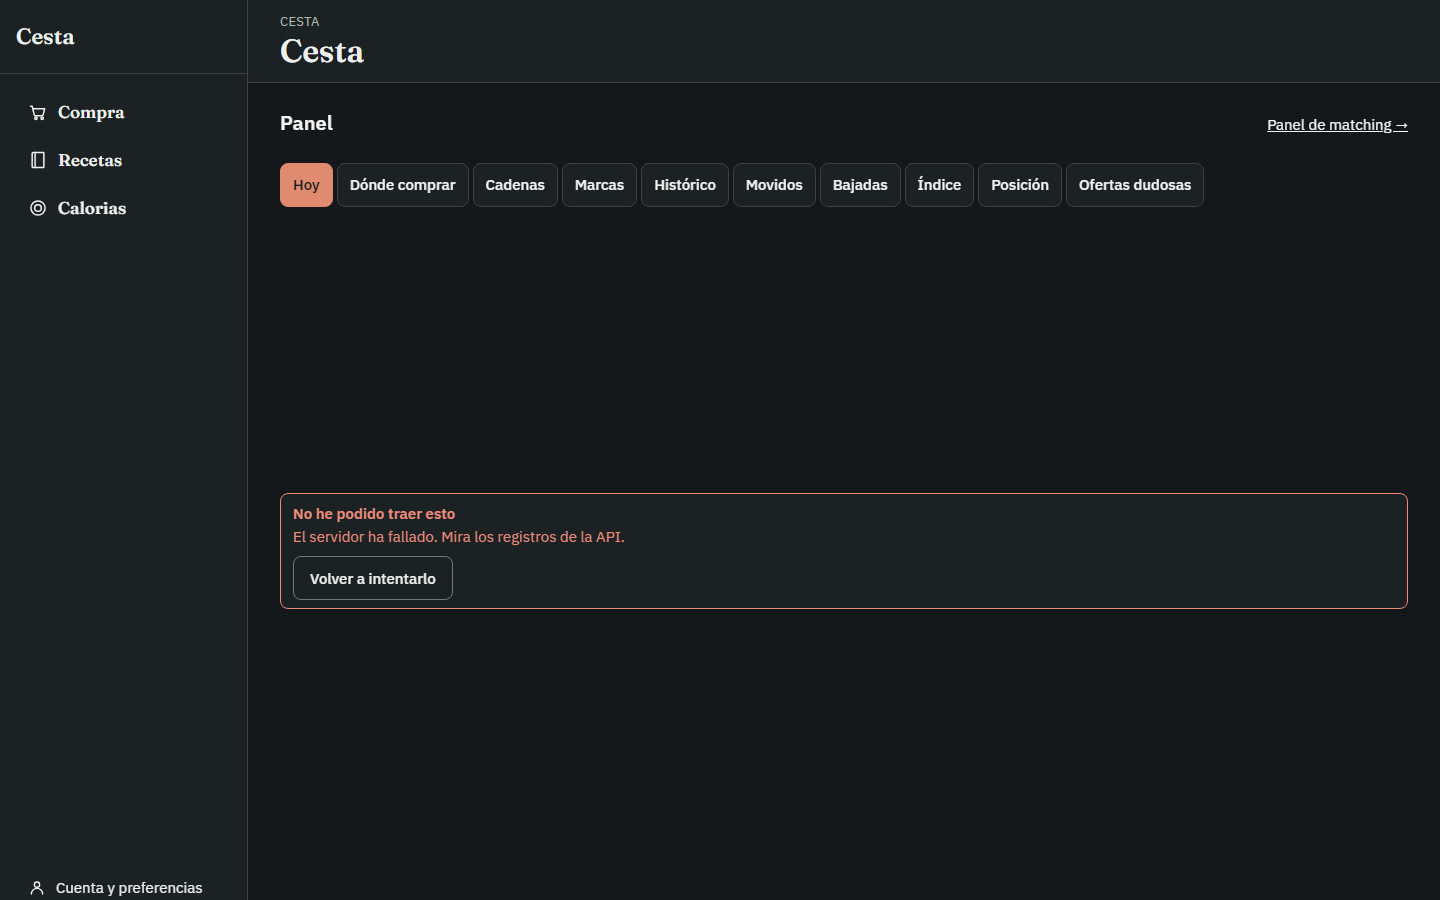 Cesta
Compra
Recetas
Calorias
Cuenta y preferencias
CESTA
Cesta
Panel
Panel de matching →
Hoy
Dónde comprar
Cadenas
Marcas
Histórico
Movidos
Bajadas
Índice
Posición
Ofertas dudosas
No he podido traer esto
El servidor ha fallado. Mira los registros de la API.
Volver a intentarlo